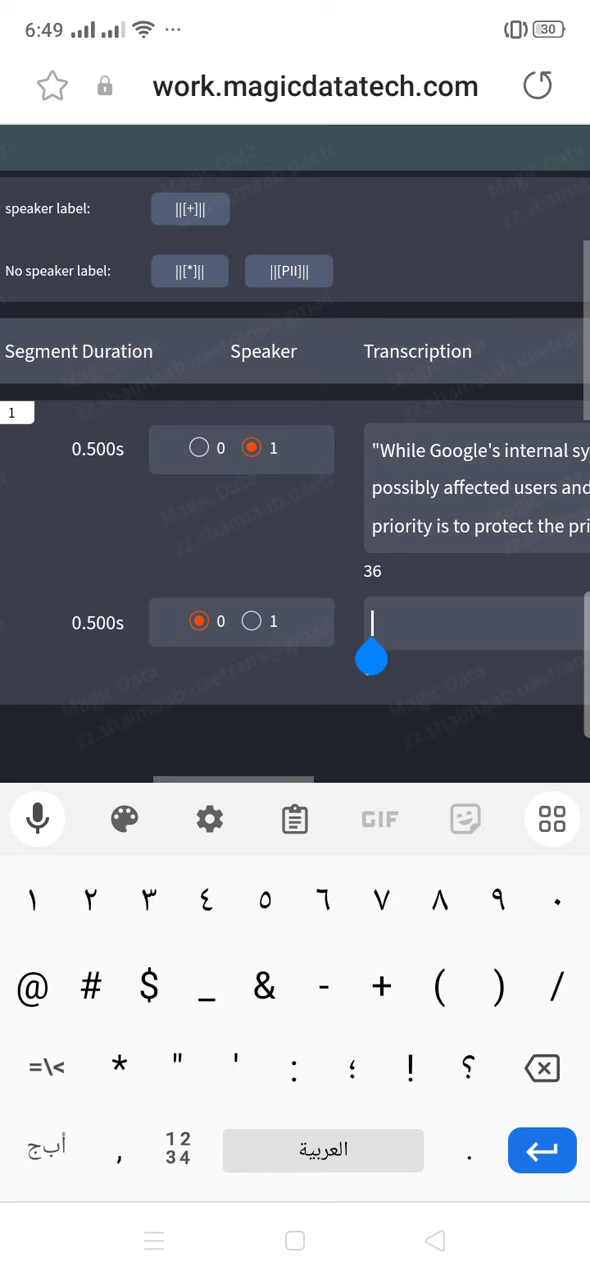 6:49 ... 30
work.magicdatatech.com
speaker label: ||[+]||
No speaker label: ||[*]|| ||[PII]||
Segment Duration Speaker Transcription
1
0.500s 0 1 "While Google's internal sy
possibly affected users and
priority is to protect the pri
36
0.500s 0 1
GIF
١ ٢ ٣ ٤ ٥ ٦ ٧ ٨ ٩ ٠
@ # $ _ & - + ( ) /
=\< * " ' : ؛ ! ؟
أب‌ج , 12 العربية .
34